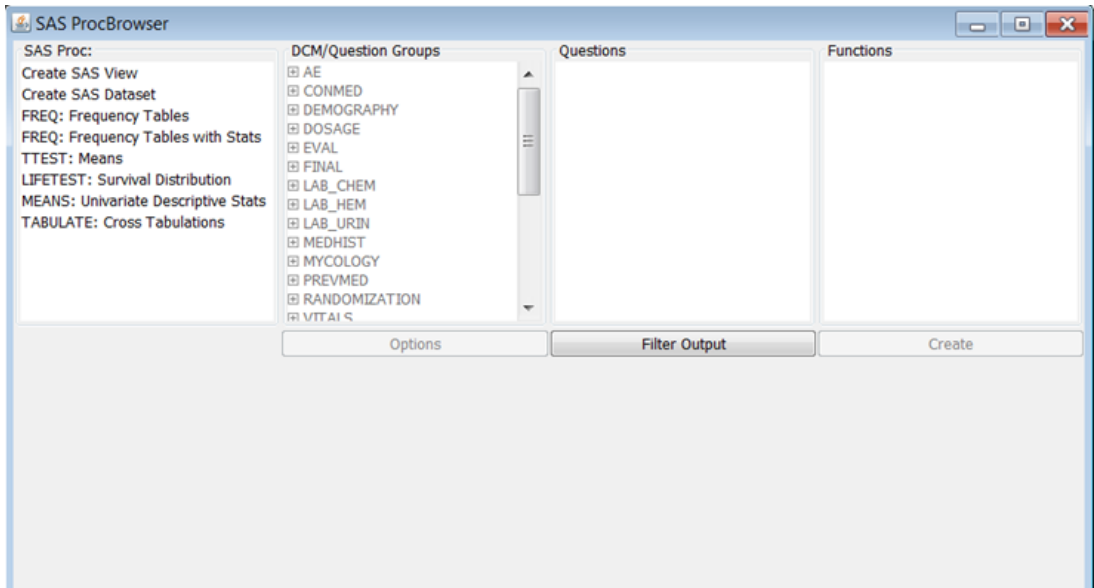 SAS ProcBrowser
SAS Proc:
Create SAS View
Create SAS Dataset
FREQ: Frequency Tables
FREQ: Frequency Tables with Stats
TTEST: Means
LIFETEST: Survival Distribution
MEANS: Univariate Descriptive Stats
TABULATE: Cross Tabulations
DCM/Question Groups
AE
CONMED
DEMOGRAPHY
DOSAGE
EVAL
FINAL
LAB_CHEM
LAB_HEM
LAB_URIN
MEDHIST
MYCOLOGY
PREVMED
RANDOMIZATION
VITALS
Questions
Functions
Options
Filter Output
Create